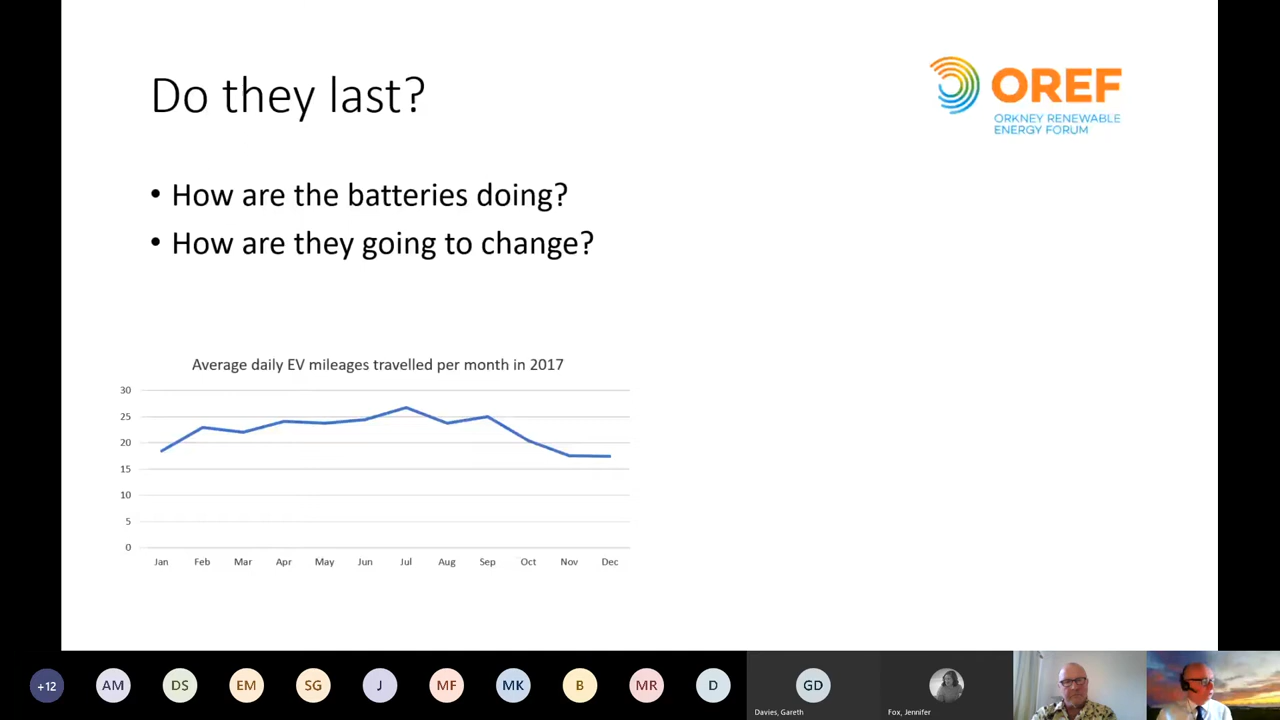 Do they last?
OREF
ORKNEY RENEWABLE
ENERGY FORUM
• How are the batteries doing?
• How are they going to change?
Average daily EV mileages travelled per month in 2017
30
25
20
15
10
5
0
Jan Feb Mar Apr May Jun Jul Aug Sep Oct Nov Dec
+12 AM DS EM SG J MF MK B MR D GD
Davies, Gareth
Fox, Jennifer